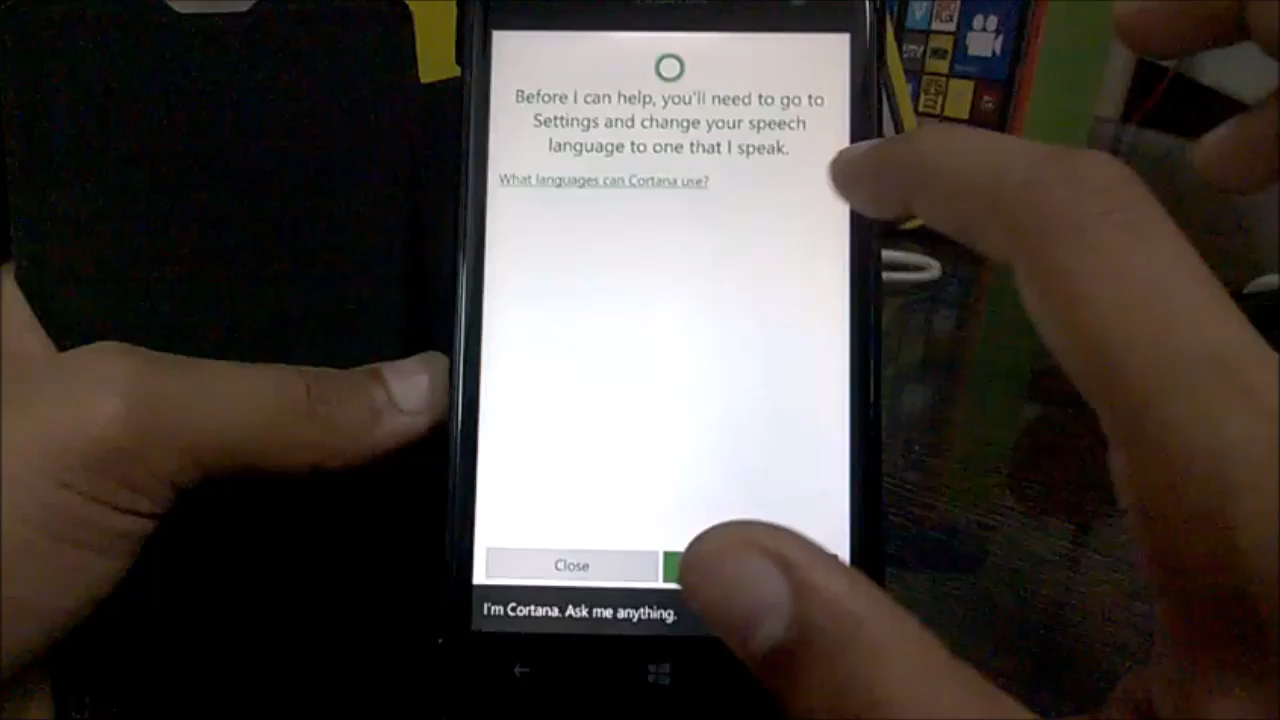 Before I can help, you'll need to go to
Settings and change your speech
language to one that I speak.
What languages can Cortana use?
Close
I'm Cortana. Ask me anything.